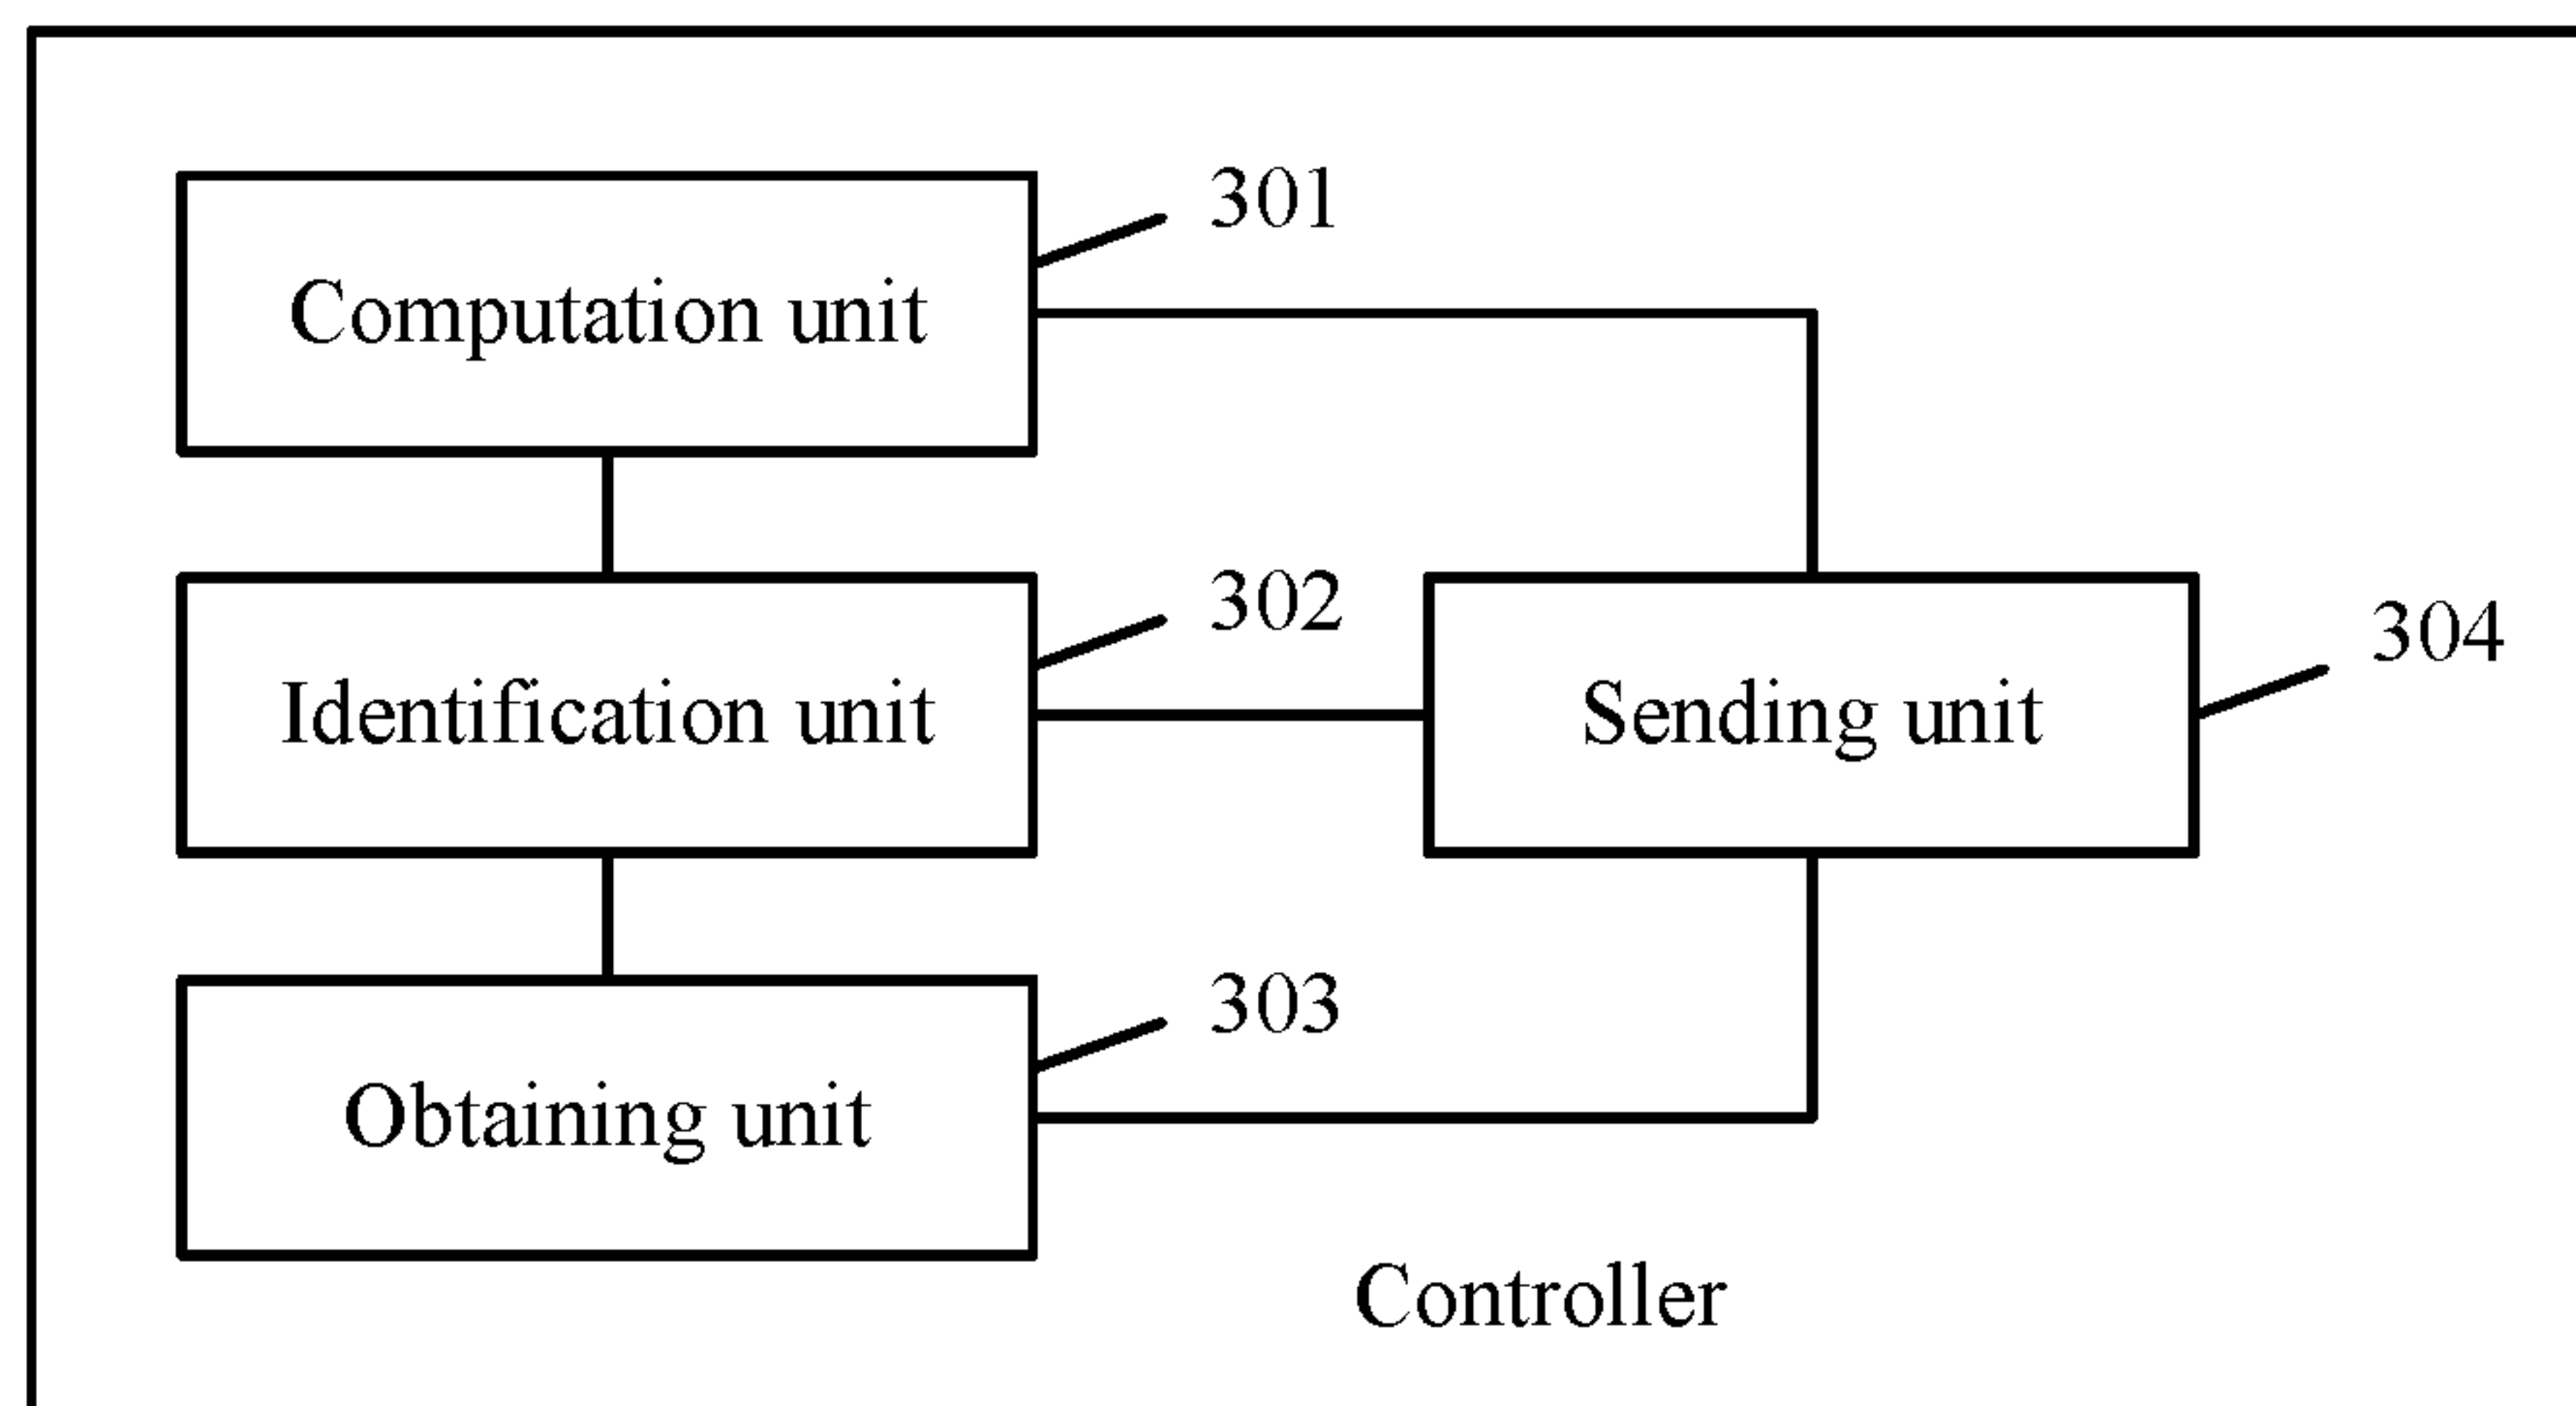 301
Computation unit
302
304
Identification unit
Sending unit
303
Obtaining unit
Controller